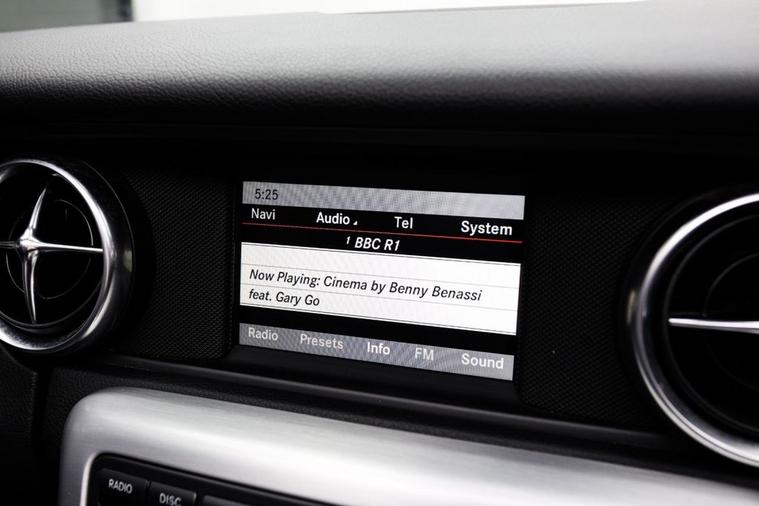 5:25
Navi Audio Tel System
1 BBC R1
Now Playing: Cinema by Benny Benassi
feat. Gary Go
Radio Presets Info FM Sound
RADIO DISC